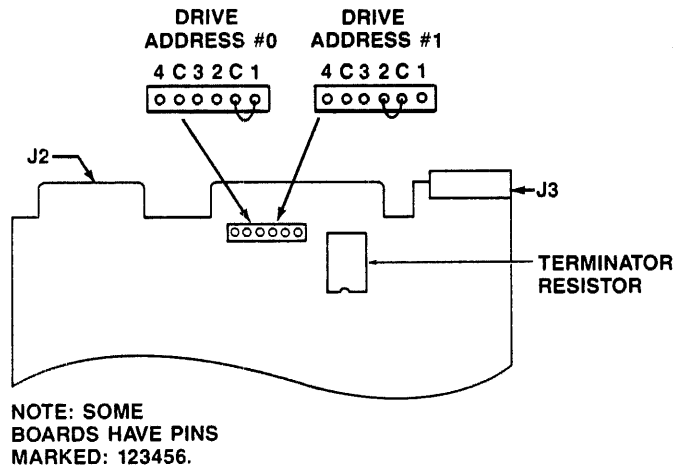 DRIVE
ADDRESS #0
DRIVE
ADDRESS #1
4 C 3 2 C 1
4 C 3 2 C 1
J2
J3
TERMINATOR
RESISTOR
NOTE: SOME
BOARDS HAVE PINS
MARKED: 123456.